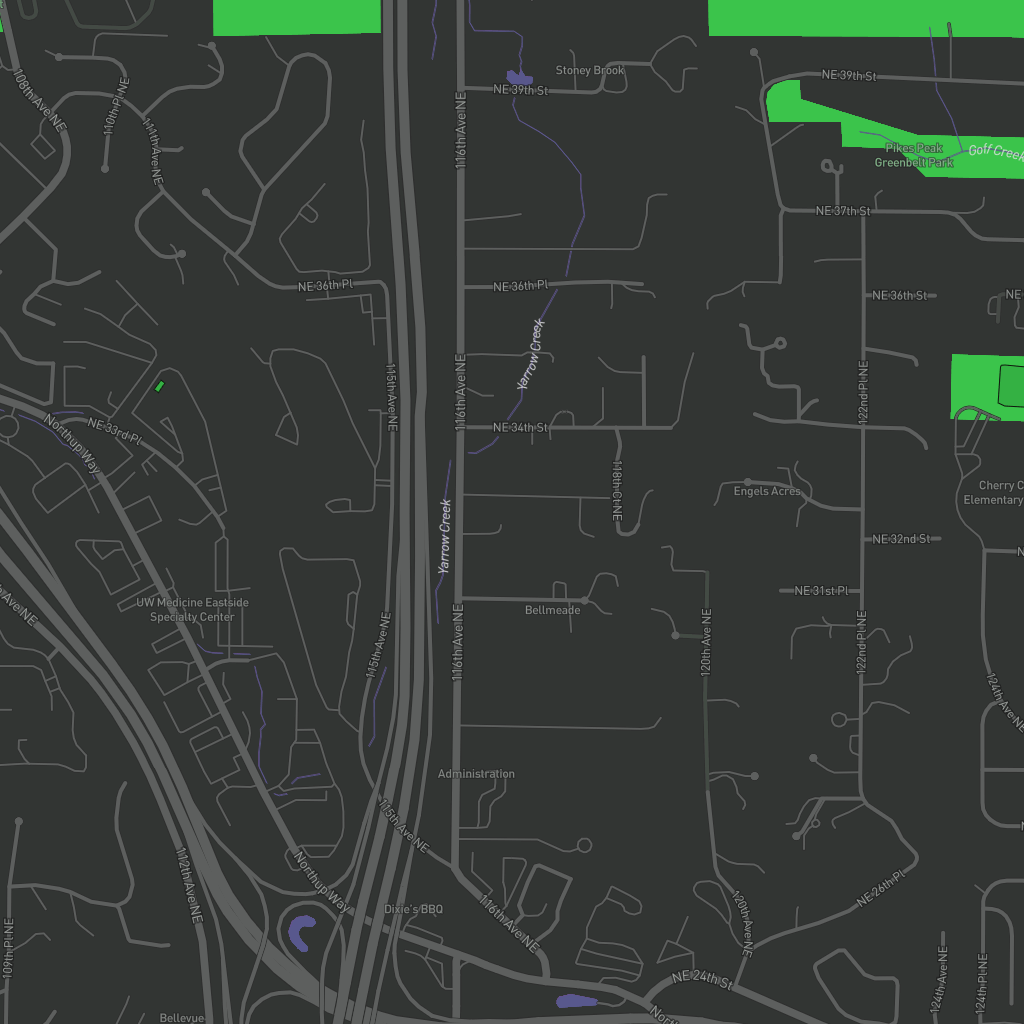 Stoney Brook
NE 39th St
NE 39th St
108th Ave NE
110th Pl NE
111th Ave NE
116th Ave NE
Pikes Peak
Greenbelt Park
Golf Creek
NE 37th St
NE 36th Pl
NE 36th Pl
NE 36th St
NE
Yarrow Creek
115th Ave NE
116th Ave NE
122nd Pl NE
Northup Way
NE 33rd Pl
NE 34th St
118th Ct NE
Engels Acres
Cherry C
Elementary
Yarrow Creek
NE 32nd St
NE 31st Pl
UW Medicine Eastside
Specialty Center
Ave NE
Bellmeade
115th Ave NE
116th Ave NE
120th Ave NE
122nd Pl NE
124th Ave NE
Administration
115th Ave NE
112th Ave NE
Northup Way
Dixie's BBQ
116th Ave NE
NE 26th Pl
120th Ave NE
109th Pl NE
NE 24th St
124th Ave NE
124th Pl NE
Bellevue